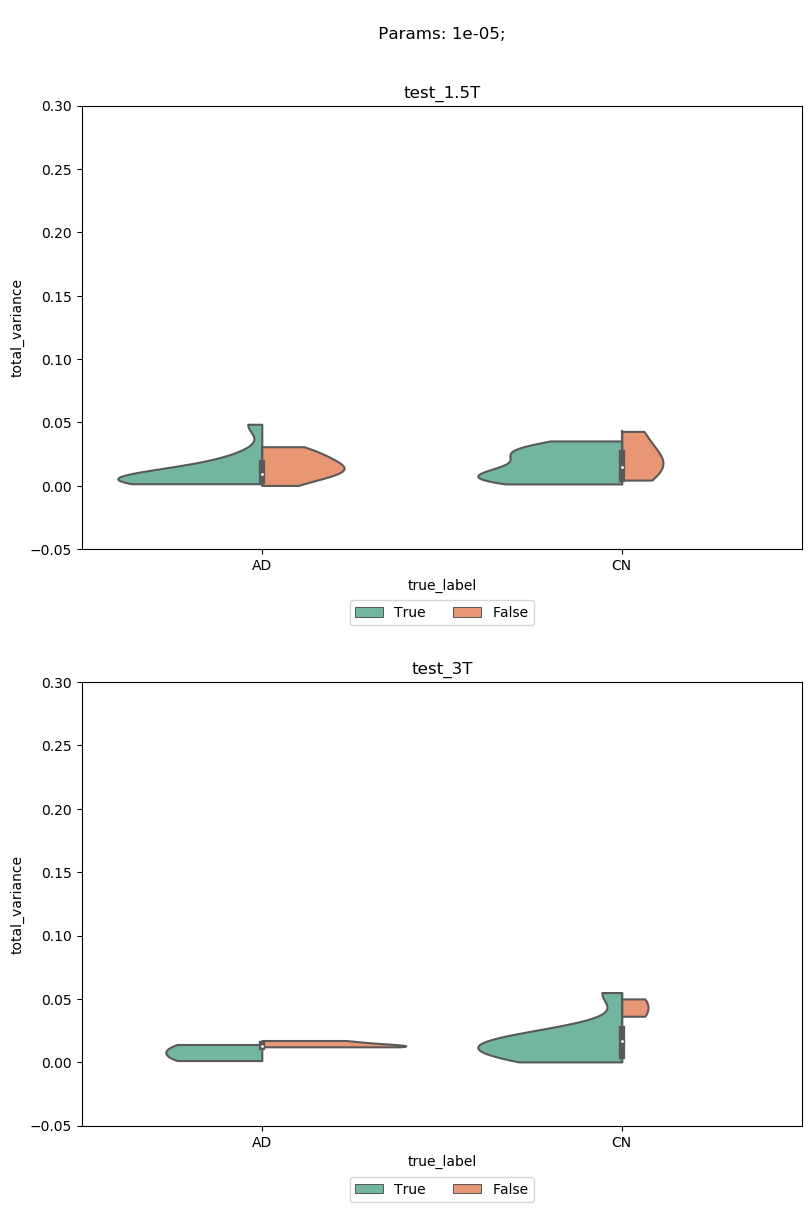 Params: 1e-05;
test_1.5T
0.30
0.25
0.20
0.15
0.10
0.05
0.00
−0.05
total_variance
AD CN
true_label
True False
test_3T
0.30
0.25
0.20
0.15
0.10
0.05
0.00
−0.05
total_variance
AD CN
true_label
True False